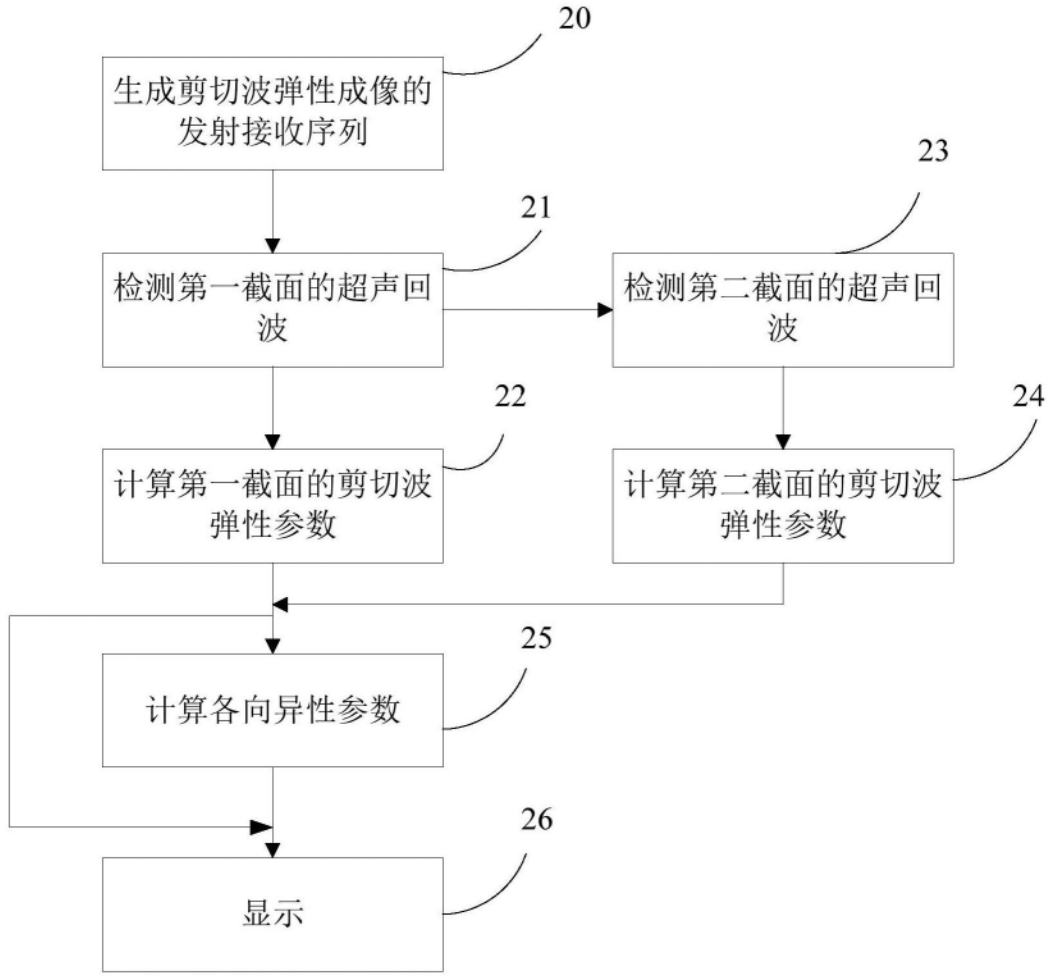 20
生成剪切波弹性成像的
发射接收序列
21
检测第一截面的超声回
波
23
检测第二截面的超声回
波
22
计算第一截面的剪切波
弹性参数
24
计算第二截面的剪切波
弹性参数
25
计算各向异性参数
26
显示